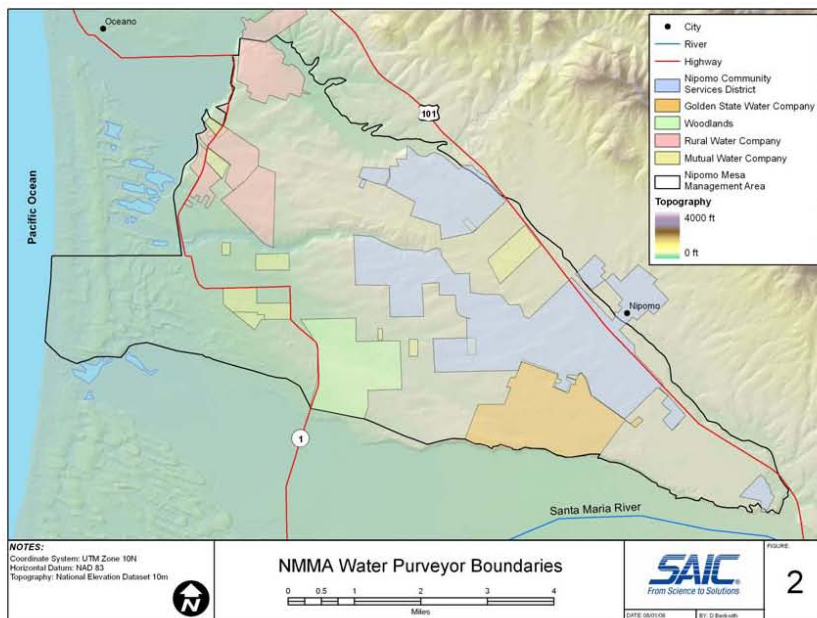 Oceano
Pacific Ocean
101
Nipomo
1
Santa Maria River
City
River
Highway
Nipomo Community
Services District
Golden State Water Company
Woodlands
Rural Water Company
Mutual Water Company
Nipomo Mesa
Management Area
Topography
4000 ft
0 ft
NOTES:
Coordinate System: UTM Zone 10N
Horizontal Datum: NAD 83
Topography: National Elevation Dataset 10m
N
NMMA Water Purveyor Boundaries
0 0.5 1 2 3 4
Miles
SAIC
From Science to Solutions
FIGURE:
2
BY: D Beckwith